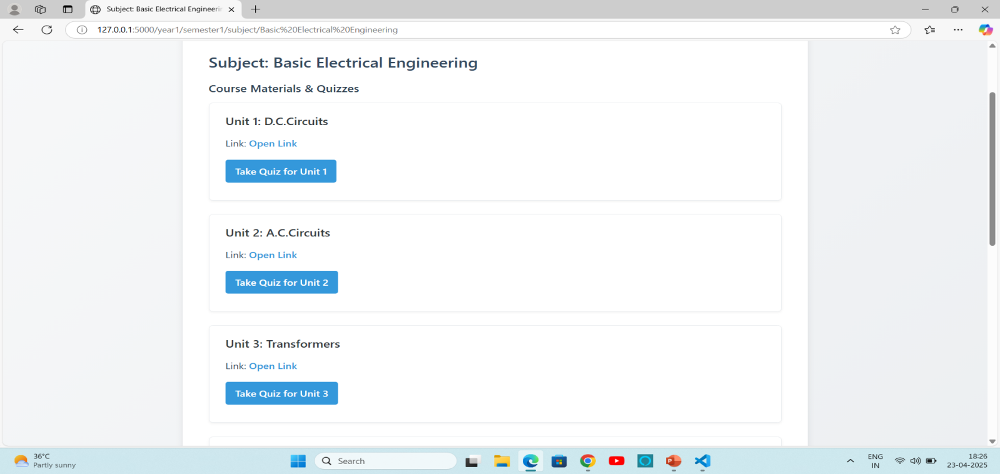 Subject: Basic Electrical Engineerin
127.0.0.1:5000/year1/semester1/subject/Basic%20Electrical%20Engineering
Subject: Basic Electrical Engineering
Course Materials & Quizzes
Unit 1: D.C.Circuits
Link: Open Link
Take Quiz for Unit 1
Unit 2: A.C.Circuits
Link: Open Link
Take Quiz for Unit 2
Unit 3: Transformers
Link: Open Link
Take Quiz for Unit 3
36°C
Partly sunny
Search
ENG
IN
18:26
23-04-2025